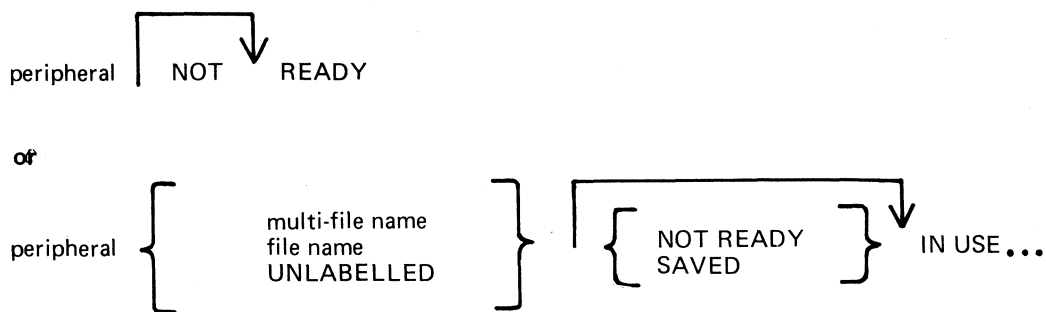 peripheral NOT READY
or
peripheral
multi-file name
file name
UNLABELLED
NOT READY
SAVED
IN USE...